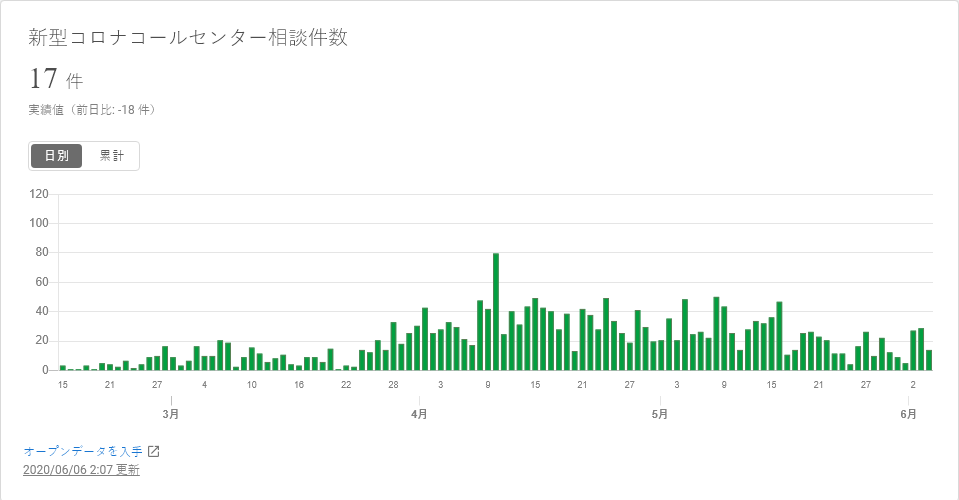 新型コロナコールセンター相談件数
17 件
実績値（前日比: -18 件）
日別 累計
120
100
80
60
40
20
0
15 21 27 4 10 16 22 28 3 9 15 21 27 3 9 15 21 27 2
3月 4月 5月 6月
オープンデータを入手
2020/06/06 2:07 更新